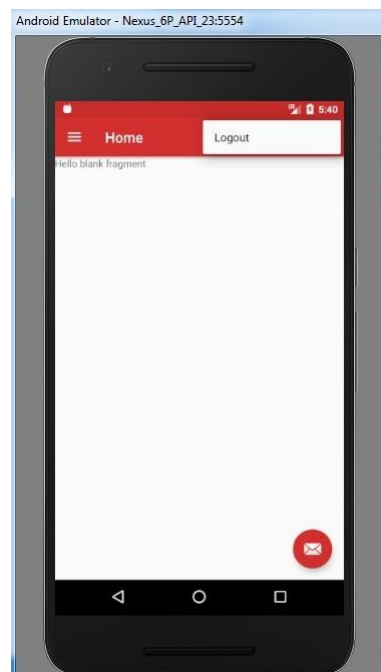 Android Emulator - Nexus_6P_API_23:5554
5:40
Home
Logout
Hello blank fragment